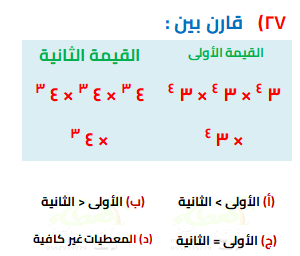 ٢٧) قارن بين :
القيمة الأولى القيمة الثانية
٣^٤ × ٣^٤ × ٣^٤ ٤^٣ × ٤^٣ × ٤^٣
× ٣^٤ × ٤^٣
(أ) الأولى > الثانية (ب) الأولى < الثانية
(ج) الأولى = الثانية (د) المعطيات غير كافية